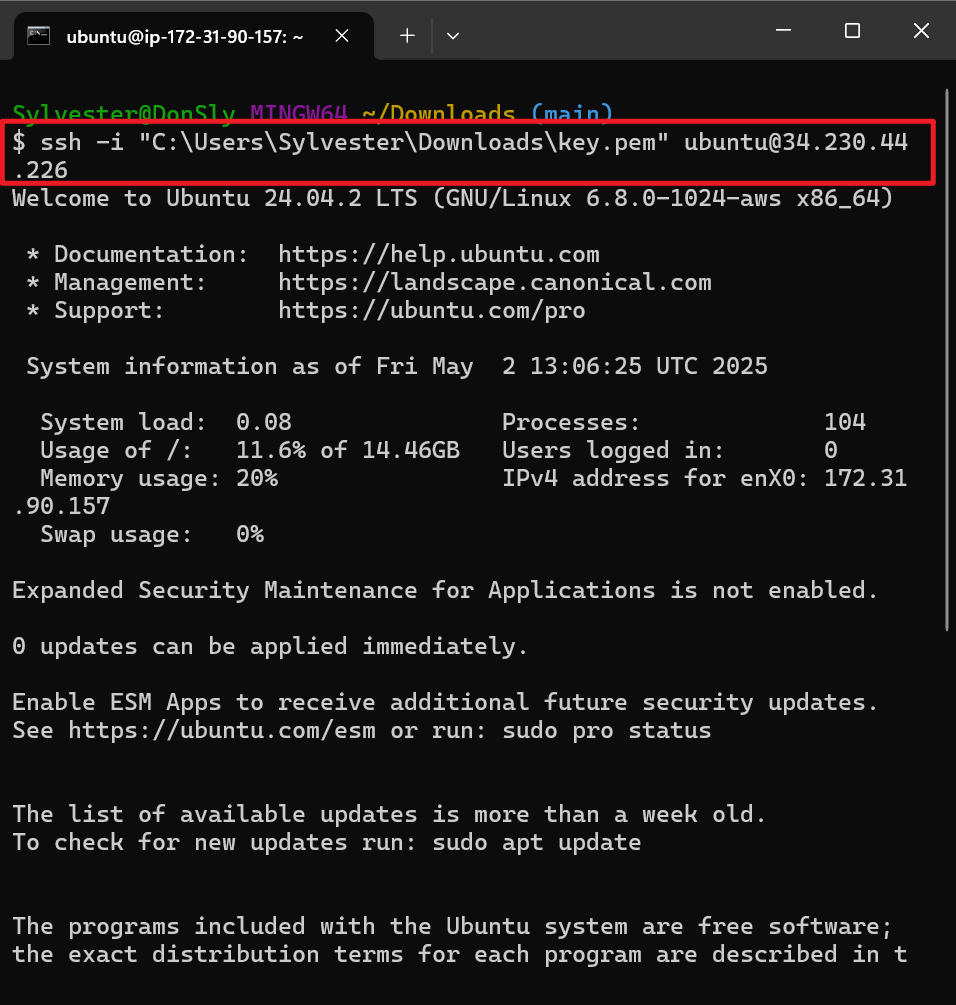 ubuntu@ip-172-31-90-157: ~
Sylvester@DonSly MINGW64 ~/Downloads (main)
$ ssh -i "C:\Users\Sylvester\Downloads\key.pem" ubuntu@34.230.44
.226
Welcome to Ubuntu 24.04.2 LTS (GNU/Linux 6.8.0-1024-aws x86_64)
* Documentation:  https://help.ubuntu.com
* Management:     https://landscape.canonical.com
* Support:        https://ubuntu.com/pro
System information as of Fri May  2 13:06:25 UTC 2025
System load:  0.08               Processes:             104
Usage of /:   11.6% of 14.46GB   Users logged in:       0
Memory usage: 20%                IPv4 address for enX0: 172.31
.90.157
Swap usage:   0%
Expanded Security Maintenance for Applications is not enabled.
0 updates can be applied immediately.
Enable ESM Apps to receive additional future security updates.
See https://ubuntu.com/esm or run: sudo pro status
The list of available updates is more than a week old.
To check for new updates run: sudo apt update
The programs included with the Ubuntu system are free software;
the exact distribution terms for each program are described in t